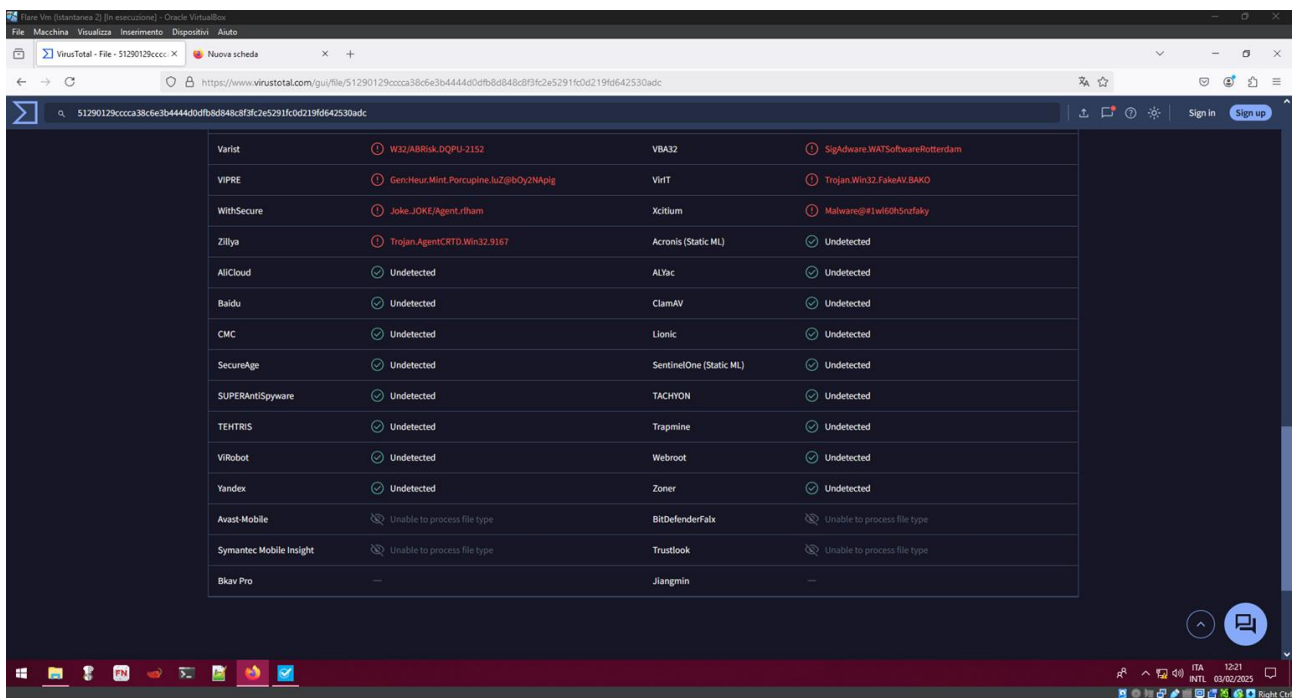 Flare Vm (Istantanea 2) [In esecuzione] - Oracle VirtualBox
File Macchina Visualizza Inserimento Dispositivi Aiuto
VirusTotal - File - 51290129cccc Nuova scheda
https://www.virustotal.com/gui/file/51290129cccca38c6e3b4444d0dfb8d848c8f3fc2e5291fc0d219fd642530adc
51290129cccca38c6e3b4444d0dfb8d848c8f3fc2e5291fc0d219fd642530adc Sign in Sign up
Varist W32/ABRisk.DQPU-2152 VBA32 SigAdware.WATSoftwareRotterdam
VIPRE Gen:Heur.Mint.Porcupine.luZ@bOy2NApig VirIT Trojan.Win32.FakeAV.BAKO
WithSecure Joke.JOKE/Agent.rlham Xcitium Malware@#1wl60h5nzfaky
Zillya Trojan.AgentCRTD.Win32.9167 Acronis (Static ML) Undetected
AliCloud Undetected ALYac Undetected
Baidu Undetected ClamAV Undetected
CMC Undetected Lionic Undetected
SecureAge Undetected SentinelOne (Static ML) Undetected
SUPERAntiSpyware Undetected TACHYON Undetected
TEHTRIS Undetected Trapmine Undetected
ViRobot Undetected Webroot Undetected
Yandex Undetected Zoner Undetected
Avast-Mobile Unable to process file type BitDefenderFalx Unable to process file type
Symantec Mobile Insight Unable to process file type Trustlook Unable to process file type
Bkav Pro — Jiangmin —
FN
ITA 12:21
INTL 03/02/2025
Right Ctrl